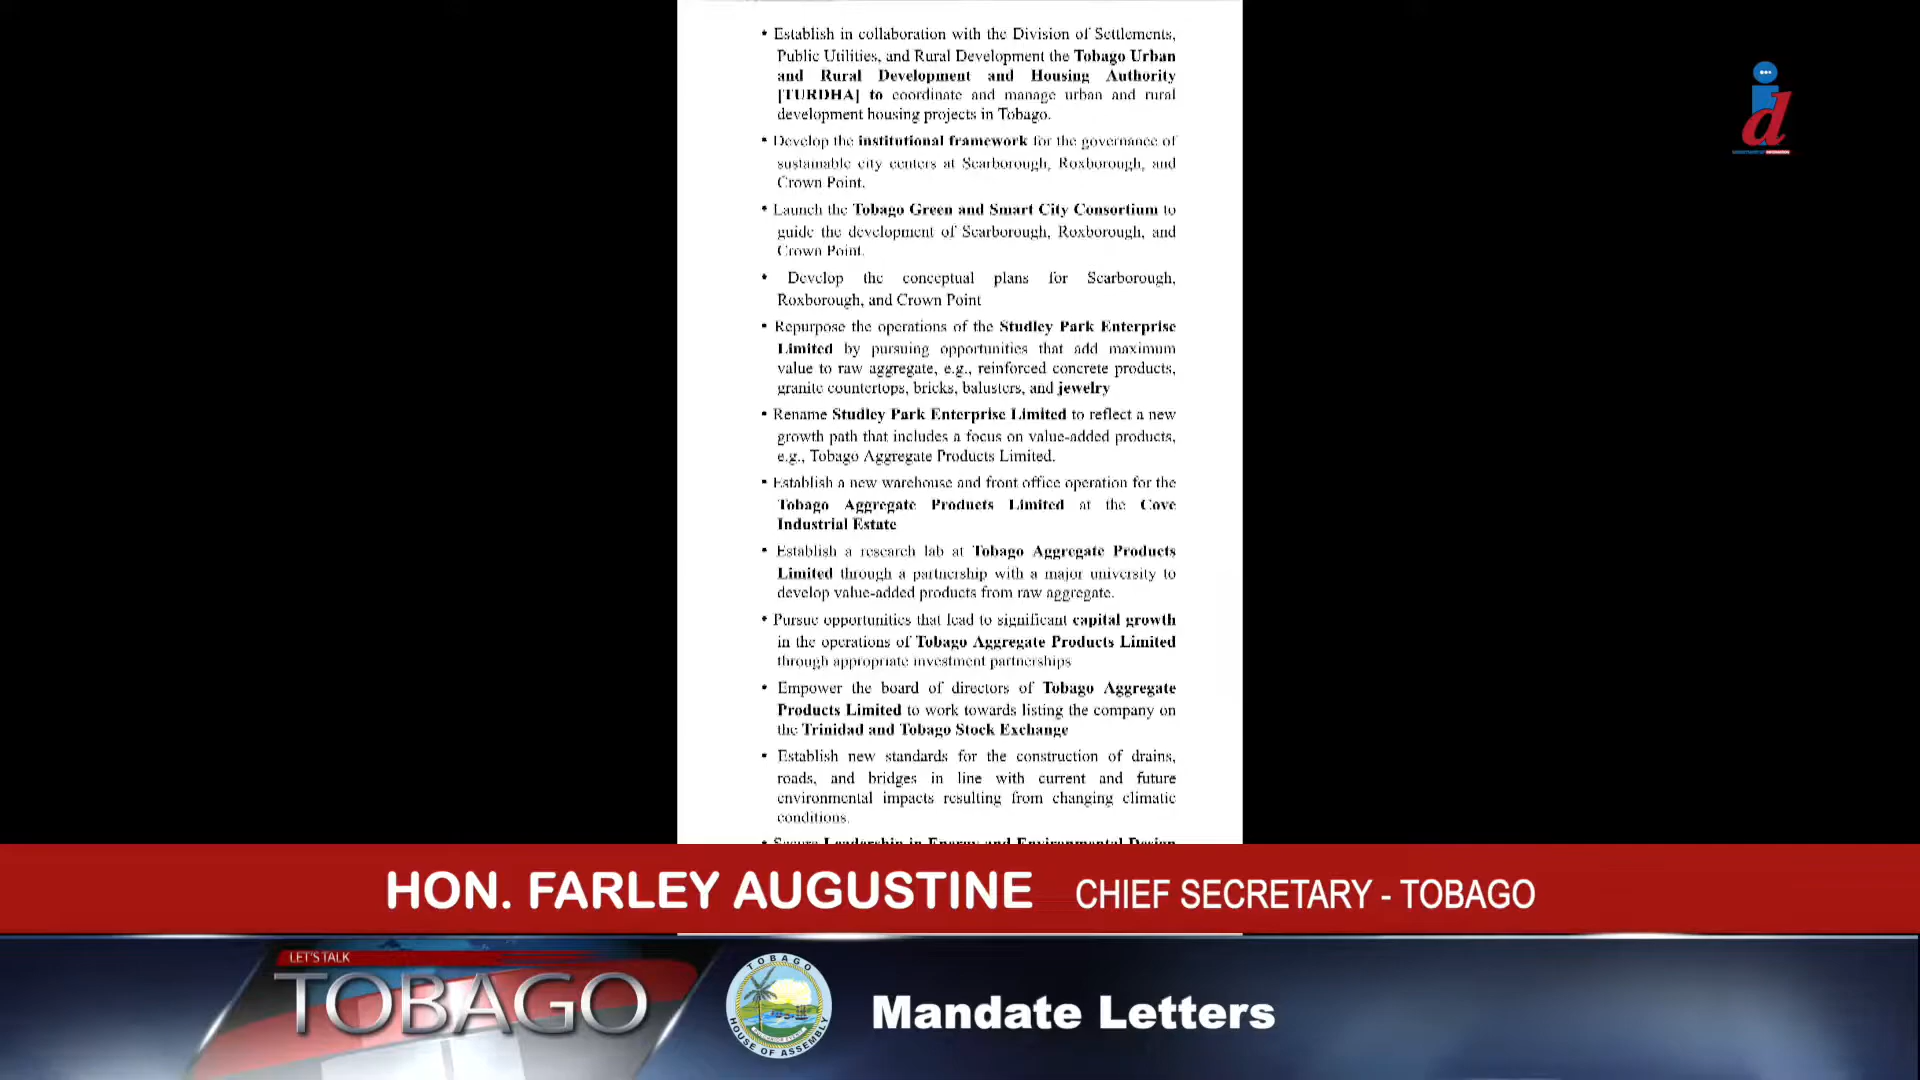 • Establish in collaboration with the Division of Settlements,
Public Utilities, and Rural Development the Tobago Urban
and Rural Development and Housing Authority
[TURDHA] to coordinate and manage urban and rural
development housing projects in Tobago.
• Develop the institutional framework for the governance of
sustainable city centers at Scarborough, Roxborough, and
Crown Point.
• Launch the Tobago Green and Smart City Consortium to
guide the development of Scarborough, Roxborough, and
Crown Point.
• Develop the conceptual plans for Scarborough,
Roxborough, and Crown Point
• Repurpose the operations of the Studley Park Enterprise
Limited by pursuing opportunities that add maximum
value to raw aggregate, e.g., reinforced concrete products,
granite countertops, bricks, balusters, and jewelry
• Rename Studley Park Enterprise Limited to reflect a new
growth path that includes a focus on value-added products,
e.g., Tobago Aggregate Products Limited.
• Establish a new warehouse and front office operation for the
Tobago Aggregate Products Limited at the Cove
Industrial Estate
• Establish a research lab at Tobago Aggregate Products
Limited through a partnership with a major university to
develop value-added products from raw aggregate.
• Pursue opportunities that lead to significant capital growth
in the operations of Tobago Aggregate Products Limited
through appropriate investment partnerships
• Empower the board of directors of Tobago Aggregate
Products Limited to work towards listing the company on
the Trinidad and Tobago Stock Exchange
• Establish new standards for the construction of drains,
roads, and bridges in line with current and future
environmental impacts resulting from changing climatic
conditions.
• Secure Leadership in Energy and Environmental Design
id
HON. FARLEY AUGUSTINE CHIEF SECRETARY - TOBAGO
LET'S TALK
TOBAGO
TOBAGO
HOUSE OF ASSEMBLY
Mandate Letters